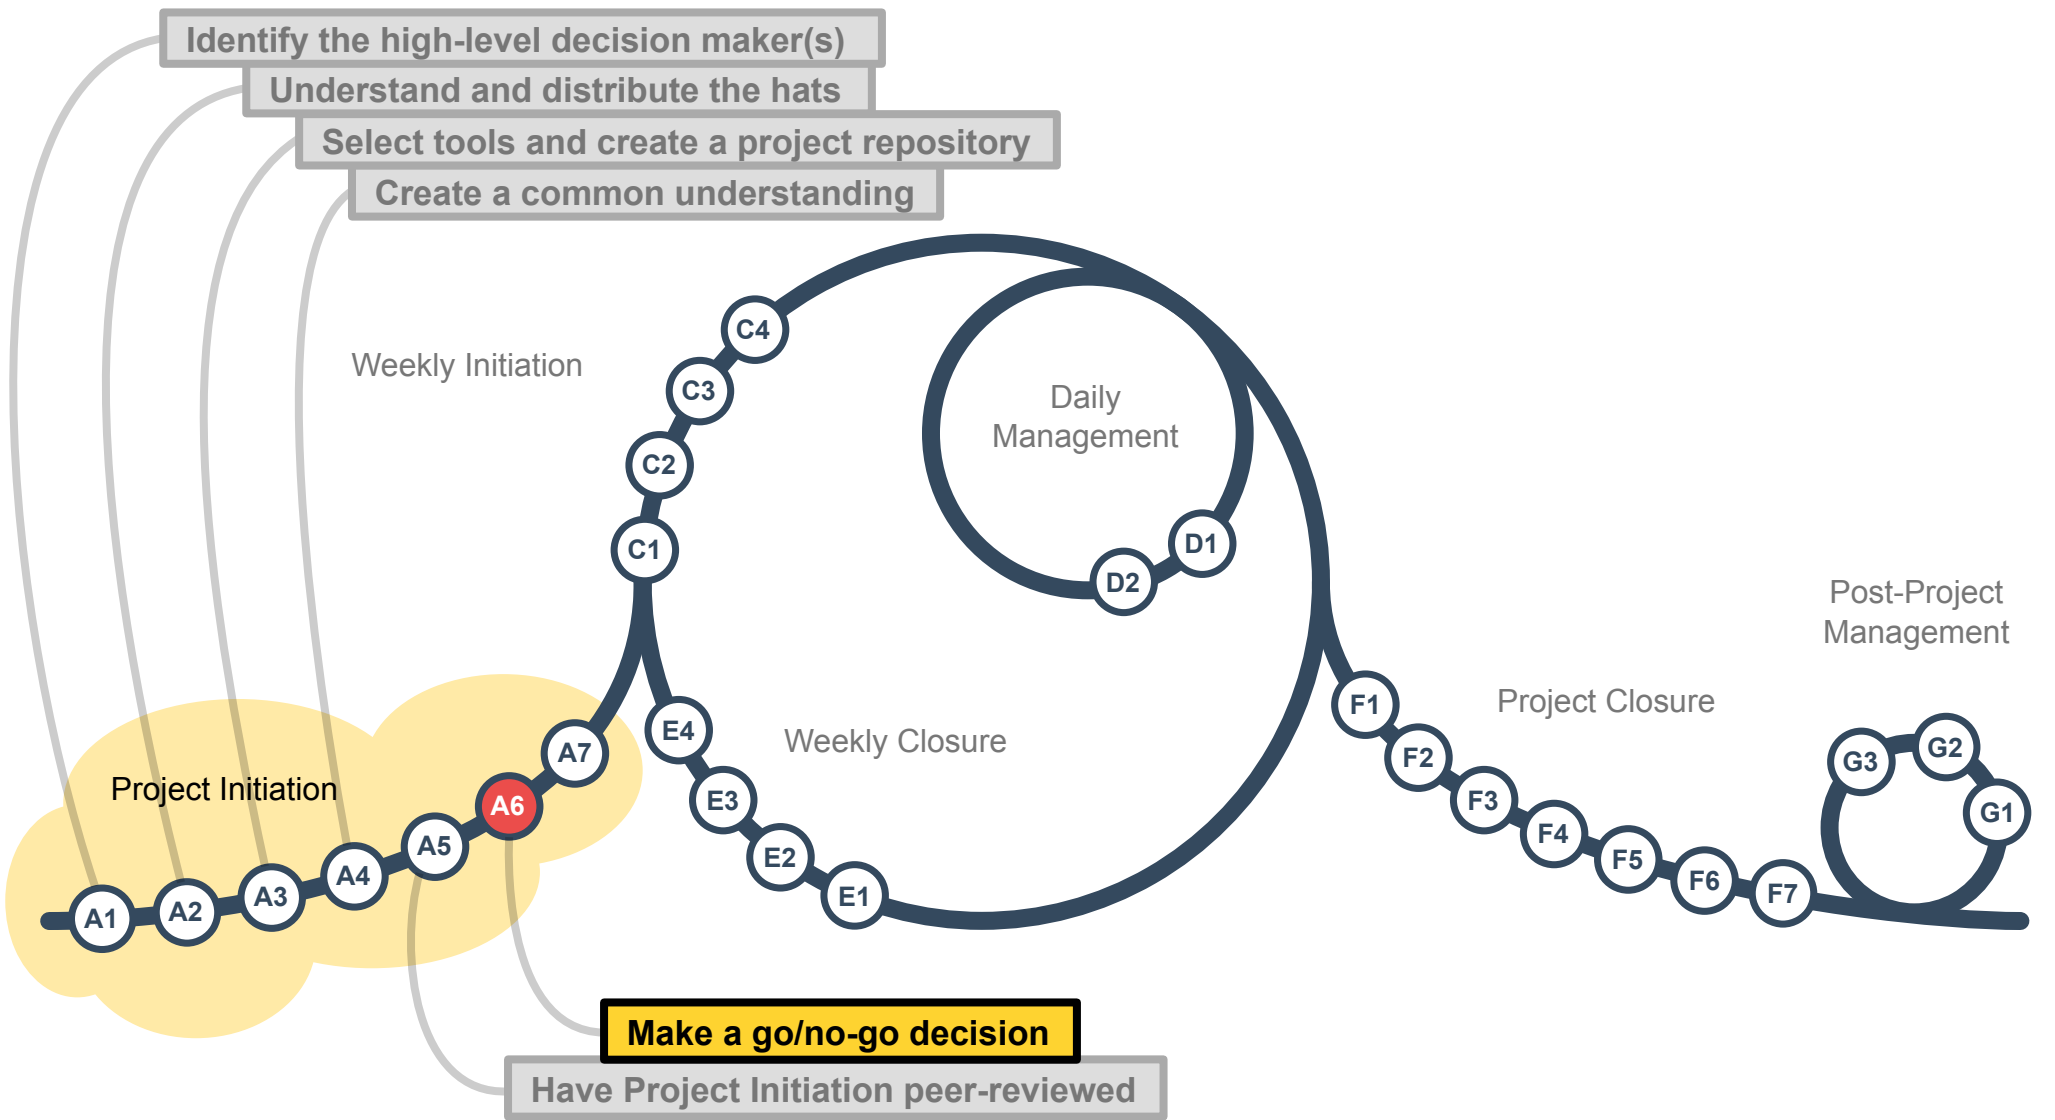 Identify the high-level decision maker(s)
Understand and distribute the hats
Select tools and create a project repository
Create a common understanding
Weekly Initiation
C4
C3
C2
C1
Daily
Management
D1
D2
Post-Project
Management
Project Initiation
A1
A2
A3
A4
A5
A6
A7
E4
E3
E2
E1
Weekly Closure
Project Closure
F1
F2
F3
F4
F5
F6
F7
G3
G2
G1
Make a go/no-go decision
Have Project Initiation peer-reviewed